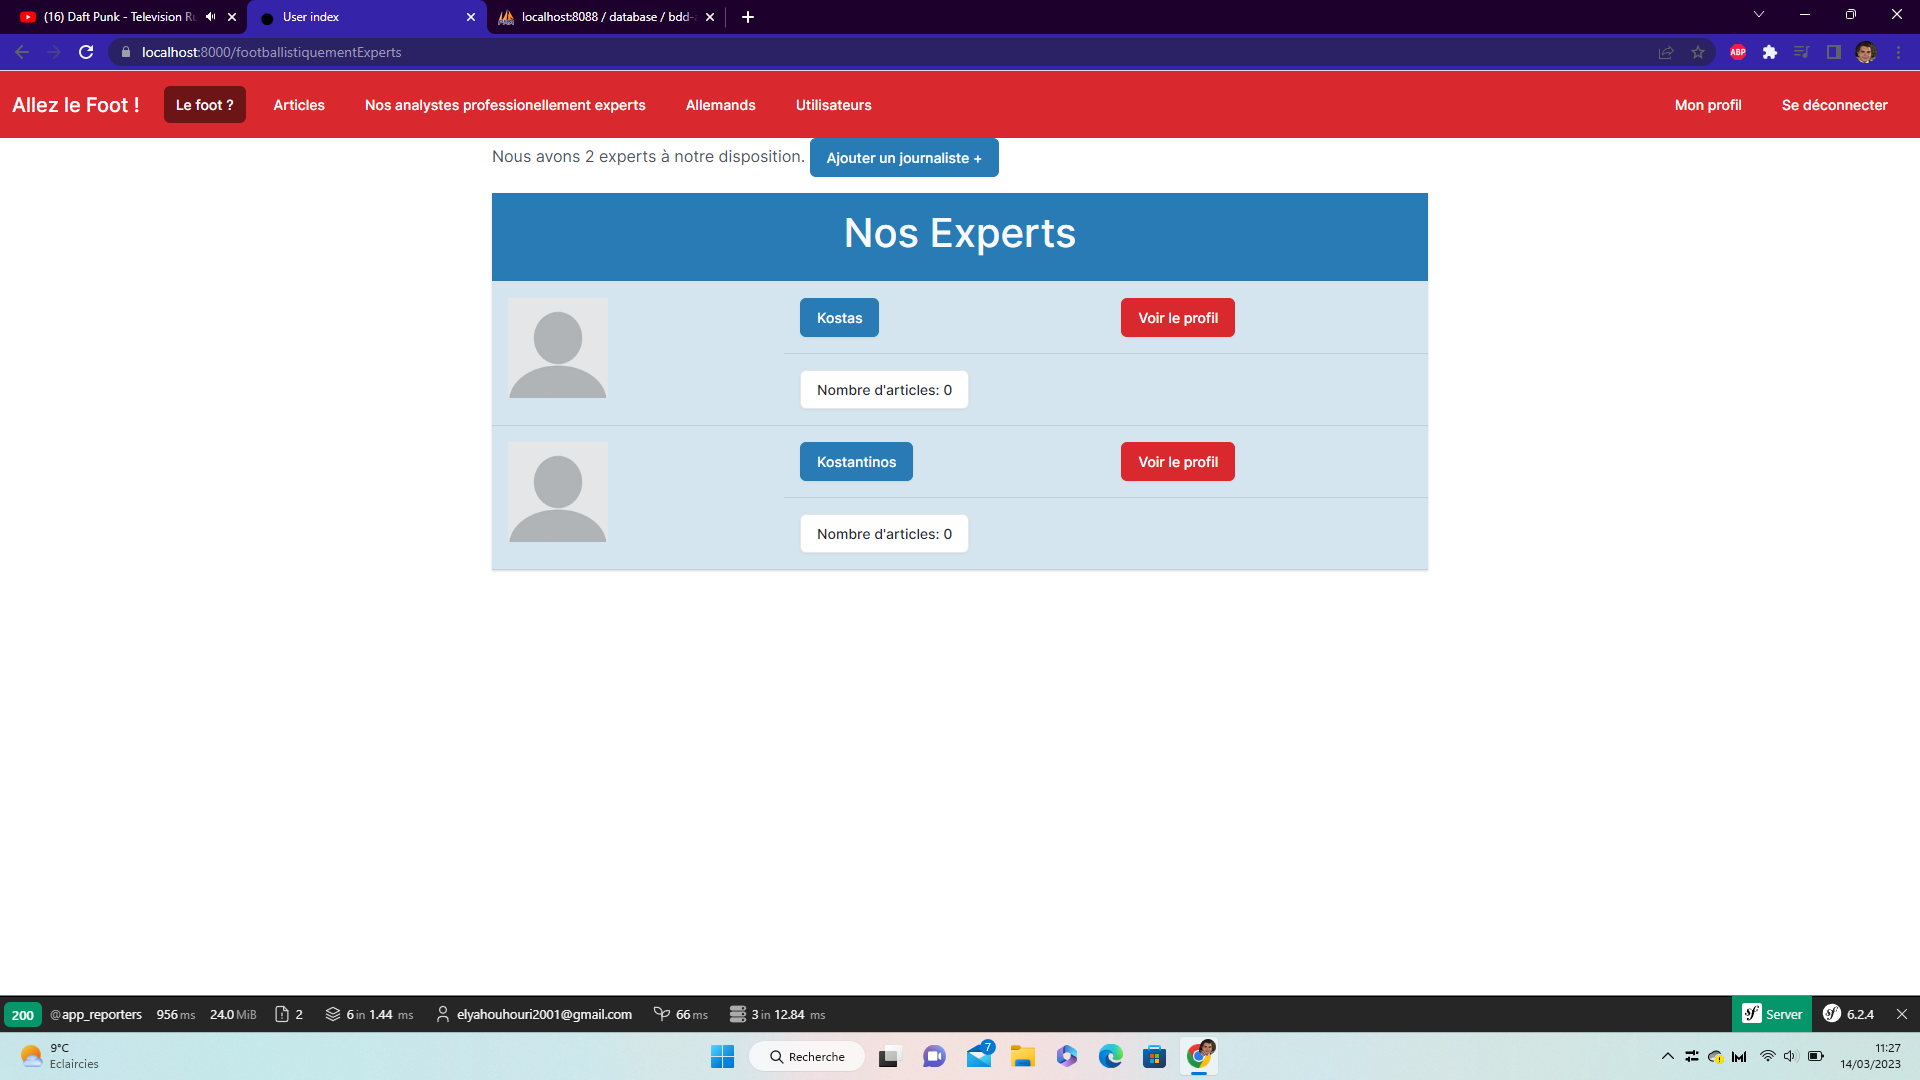 (16) Daft Punk - Television Ru
User index
localhost:8088 / database / bdd-a
localhost:8000/footballistiquementExperts
ABP
Allez le Foot !
Le foot ?
Articles
Nos analystes professionellement experts
Allemands
Utilisateurs
Mon profil
Se déconnecter
Nous avons 2 experts à notre disposition.
Ajouter un journaliste +
Nos Experts
Kostas
Voir le profil
Nombre d'articles: 0
Kostantinos
Voir le profil
Nombre d'articles: 0
200
@app_reporters
956 ms
24.0 MiB
2
6 in 1.44 ms
elyahouhouri2001@gmail.com
66 ms
3 in 12.84 ms
Server
6.2.4
9°C
Eclaircies
Recherche
7
11:27
14/03/2023